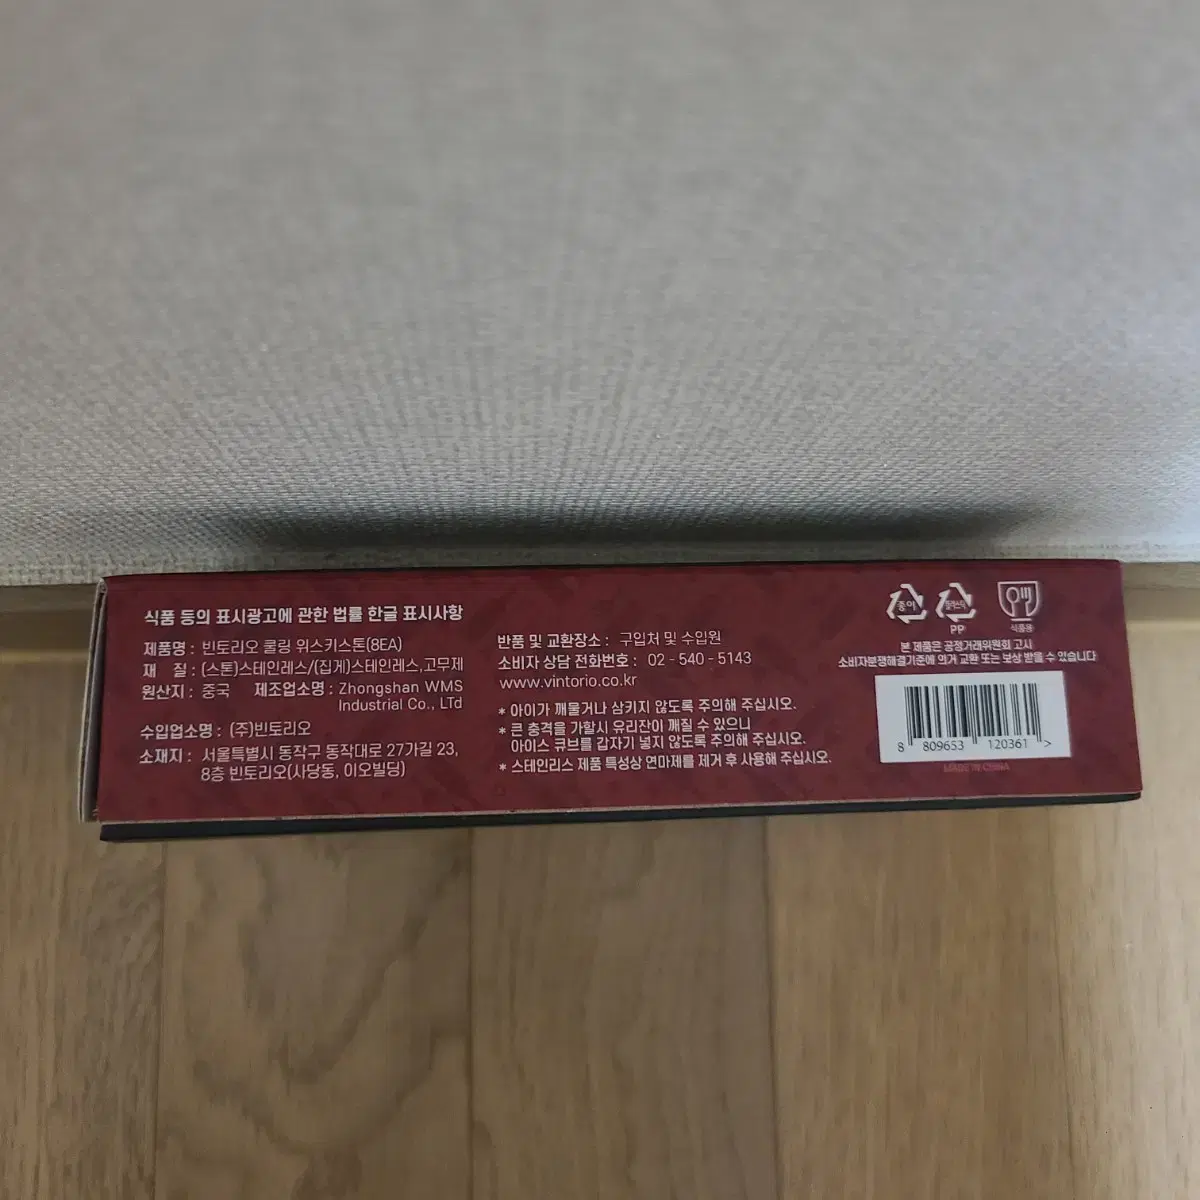 식품 등의 표시광고에 관한 법률 한글 표시사항
제품명 : 빈토리오 쿨링 위스키스톤(8EA)
재 질 : (스톤)스테인레스/(집게)스테인레스,고무제
원산지 : 중국 제조업소명 : Zhongshan WMS
Industrial Co., LTd
수입업소명 : (주)빈토리오
소재지 : 서울특별시 동작구 동작대로 27가길 23,
8층 빈토리오(사당동, 이오빌딩)
반품 및 교환장소 : 구입처 및 수입원
소비자 상담 전화번호 : 02 - 540 - 5143
www.vintorio.co.kr
* 아이가 깨물거나 삼키지 않도록 주의해 주십시오.
* 큰 충격을 가할시 유리잔이 깨질 수 있으니
아이스 큐브를 갑자기 넣지 않도록 주의해 주십시오.
* 스테인리스 제품 특성상 연마제를 제거 후 사용해 주십시오.
종이
플라스틱
PP
식품용
본 제품은 공정거래위원회 고시
소비자분쟁해결기준에 의거 교환 또는 보상 받을 수 있습니다
8 809653 120361 >
MADE IN CHINA